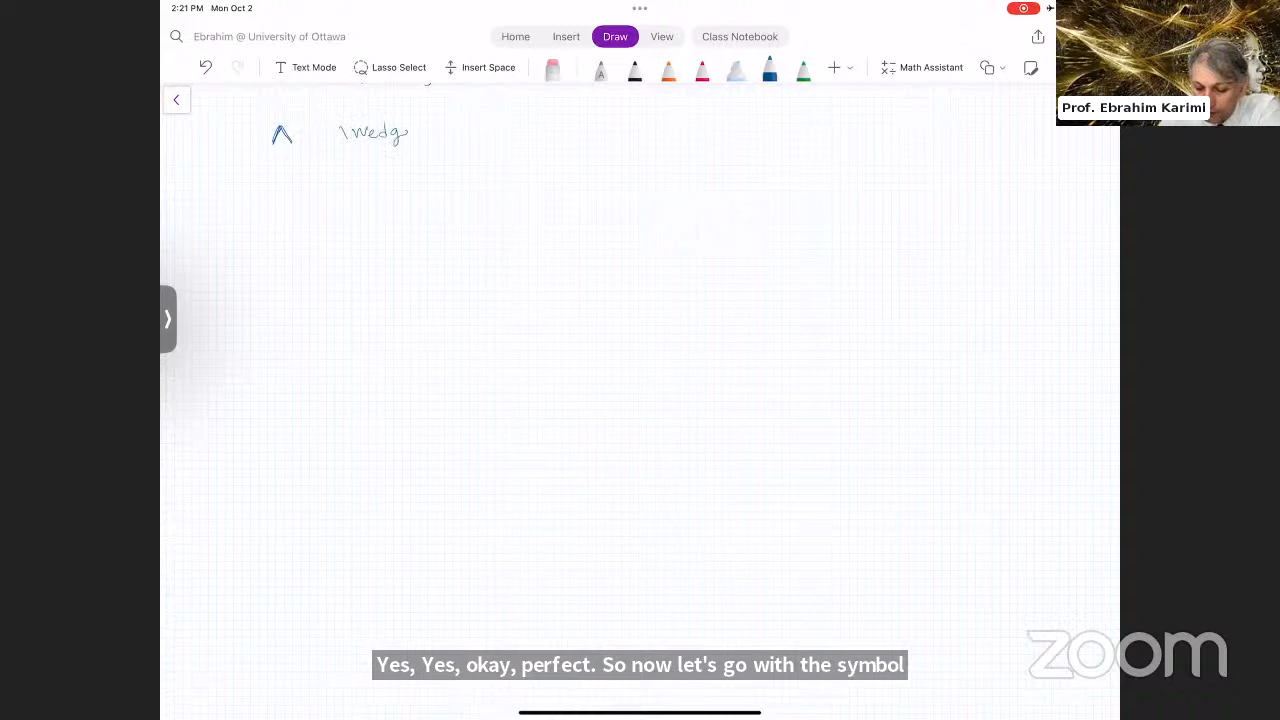 2:21 PM Mon Oct 2
Ebrahim @ University of Ottawa
Home Insert Draw View Class Notebook
Text Mode Lasso Select Insert Space A Math Assistant
Prof. Ebrahim Karimi
∧ \wedg
Yes, Yes, okay, perfect. So now let's go with the symbol
zoom